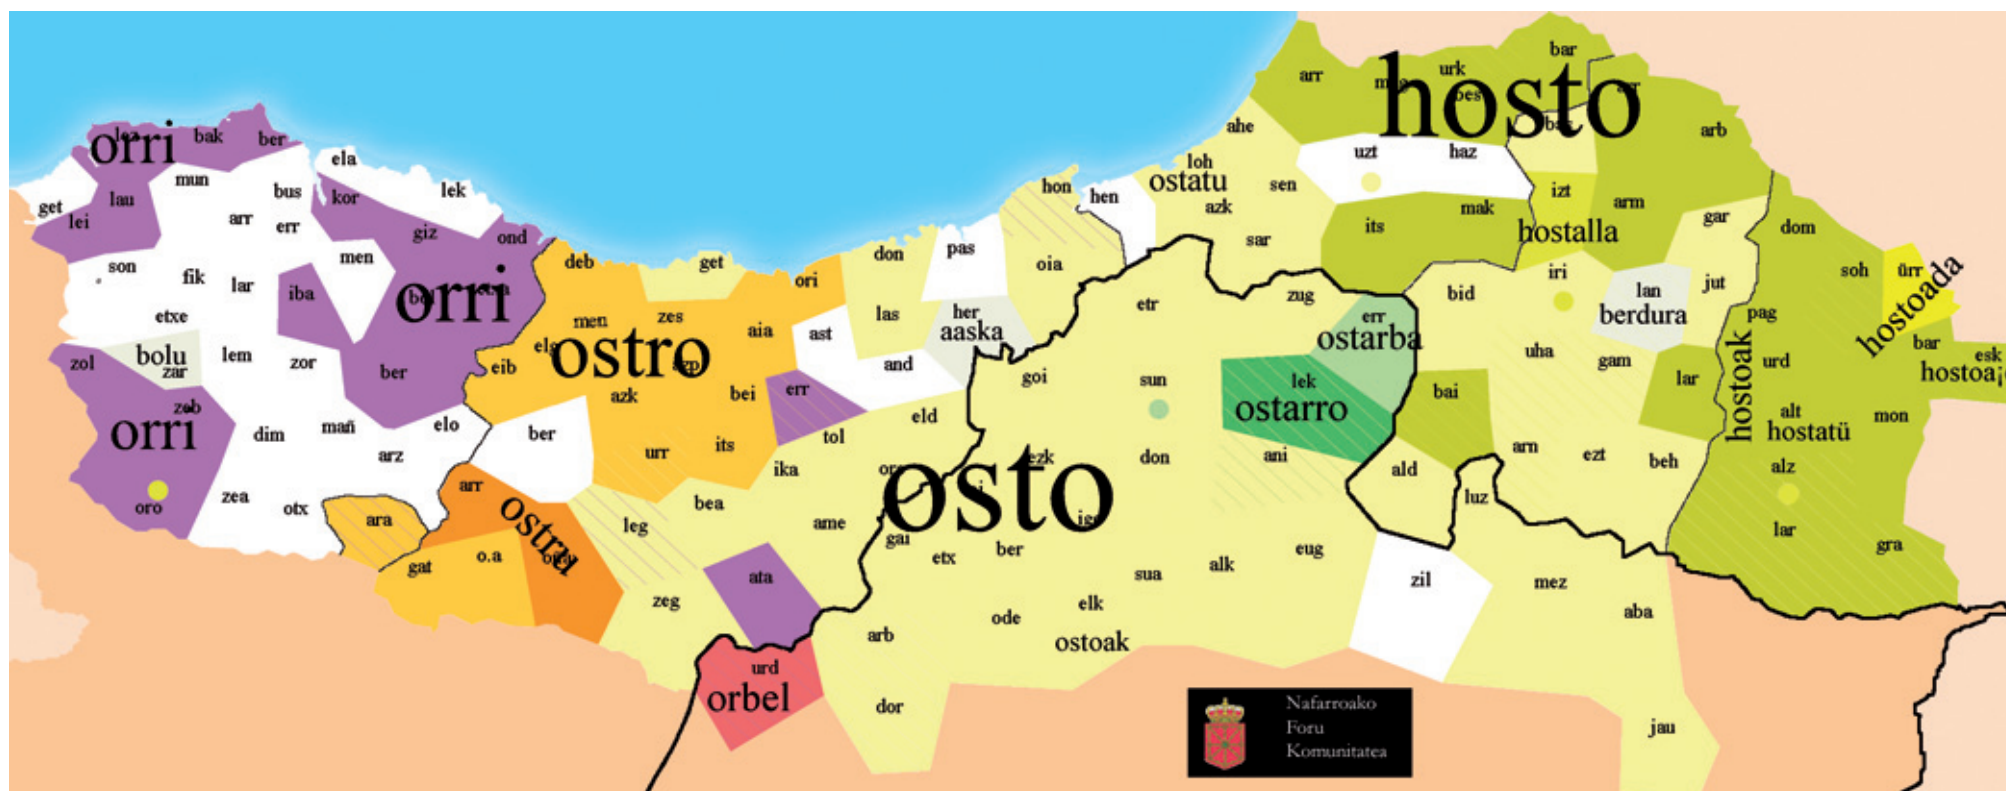 bar
hosto
arr
urk
bes
arr
orri
bak
ber
ahe
arb
mun
ela
uzt
haz
loh
ostatu
hon
hen
sen
lau
bus
kor
lek
izt
get
azk
mak
arm
lei
arr
err
giz
ond
its
hostalla
gar
dom
sar
son
men
deb
get
don
pas
oia
iri
soh
ürr
hostoada
fik
lar
iba
orri
ori
etr
zug
bid
lan
jut
berdura
etxe
men
zes
aia
las
her
aaska
err
ostarba
pag
hostoak
bolu
zar
lem
zor
ber
eib
ostro
ast
and
goi
sun
uha
gam
lar
urd
bar
esk
zol
azk
bei
err
lek
ostarro
bai
hostoa¡
zeb
orri
dim
mañ
elo
ber
urr
its
tol
eld
alt
hostatü
mon
arz
ika
osto
ezk
don
ani
ald
arn
ezt
beh
alz
zea
otx
arr
ostru
bea
luz
oro
ara
leg
ame
lar
gra
gat
o.a
gai
etx
ber
eug
ata
sua
alk
zil
mez
zeg
elk
aba
ode
arb
ostoak
urd
orbel
dor
jau
Nafarroako
Foru
Komunitatea